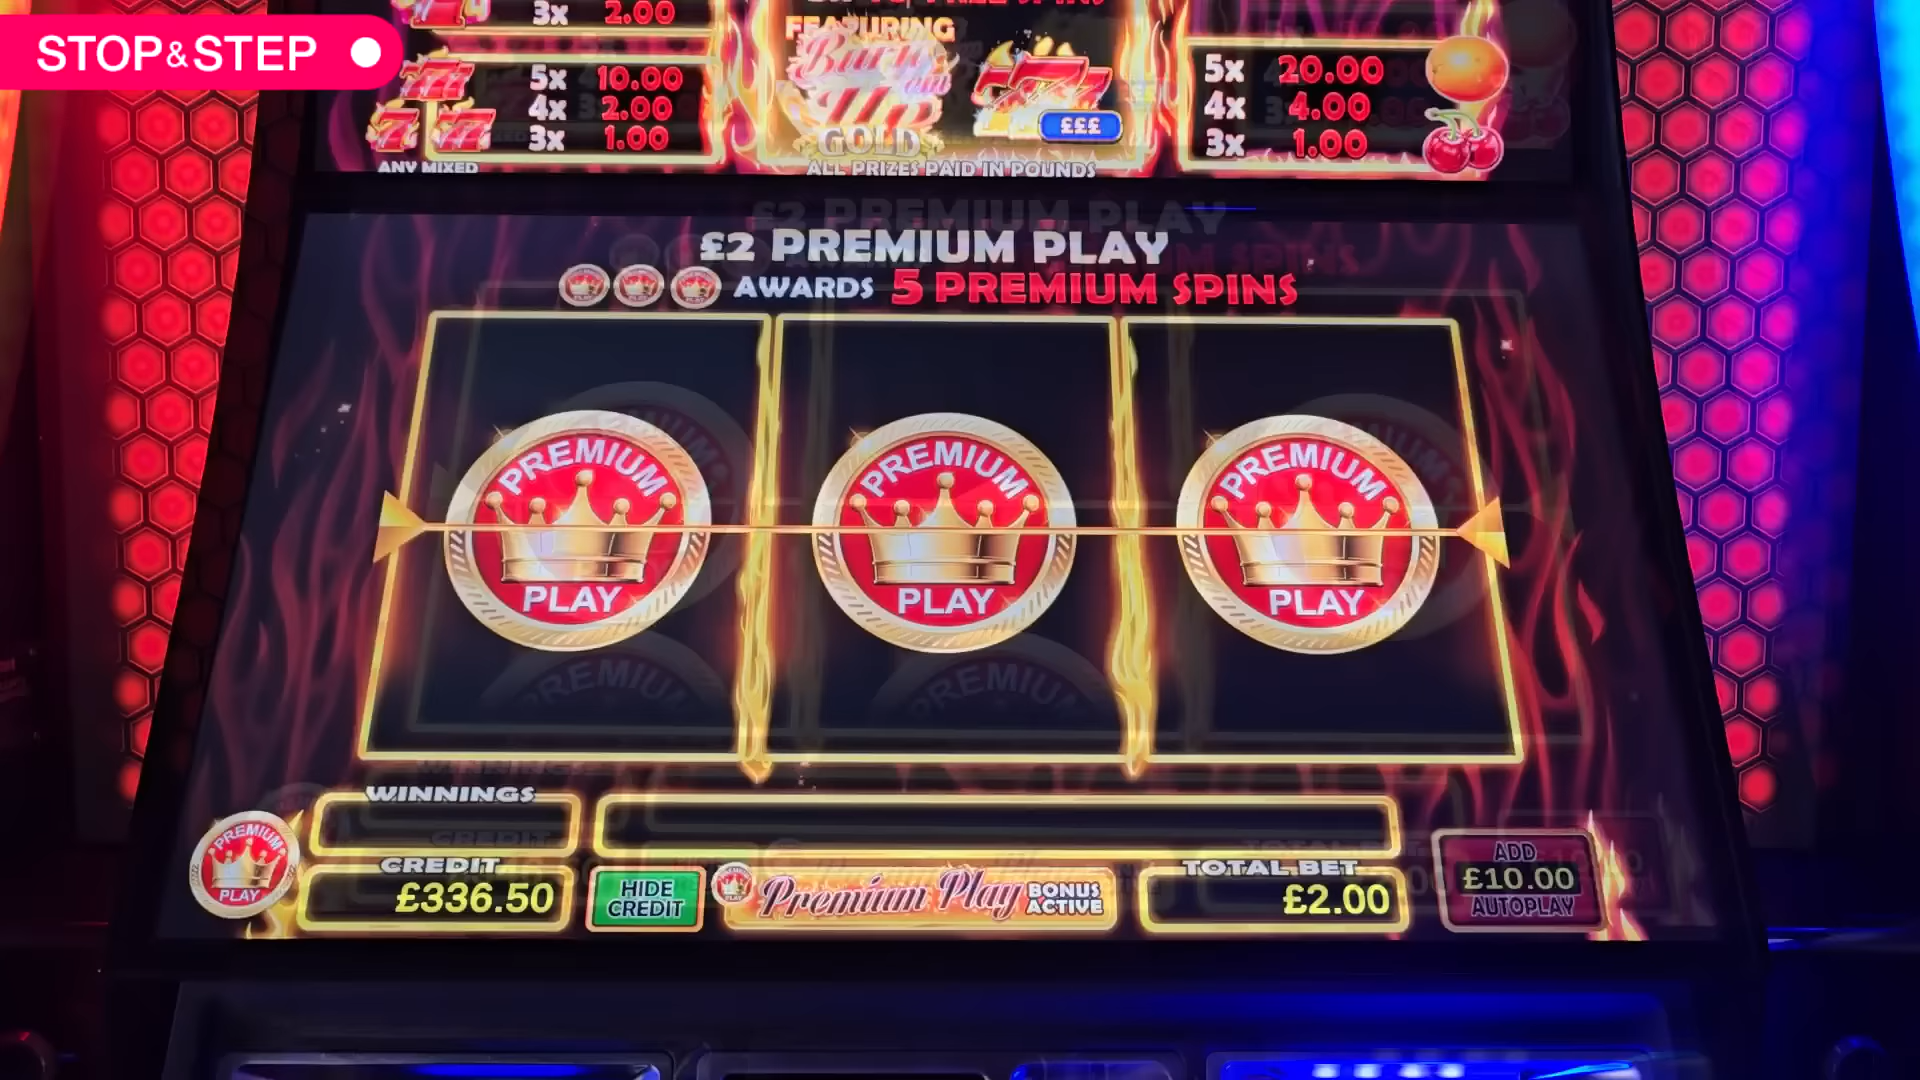 STOP&STEP
3x 2.00
5x 10.00
4x 2.00
3x 1.00
ANY MIXED
FEATURING
Burn
GOLD
£££
ALL PRIZES PAID IN POUNDS
5x 20.00
4x 4.00
3x 1.00
£2 PREMIUM PLAY
AWARDS 5 PREMIUM SPINS
PREMIUM PLAY
PREMIUM PLAY
PREMIUM PLAY
WINNINGS
PREMIUM PLAY
CREDIT
£336.50
HIDE CREDIT
Premium Play BONUS ACTIVE
TOTAL BET
£2.00
ADD
£10.00
AUTOPLAY